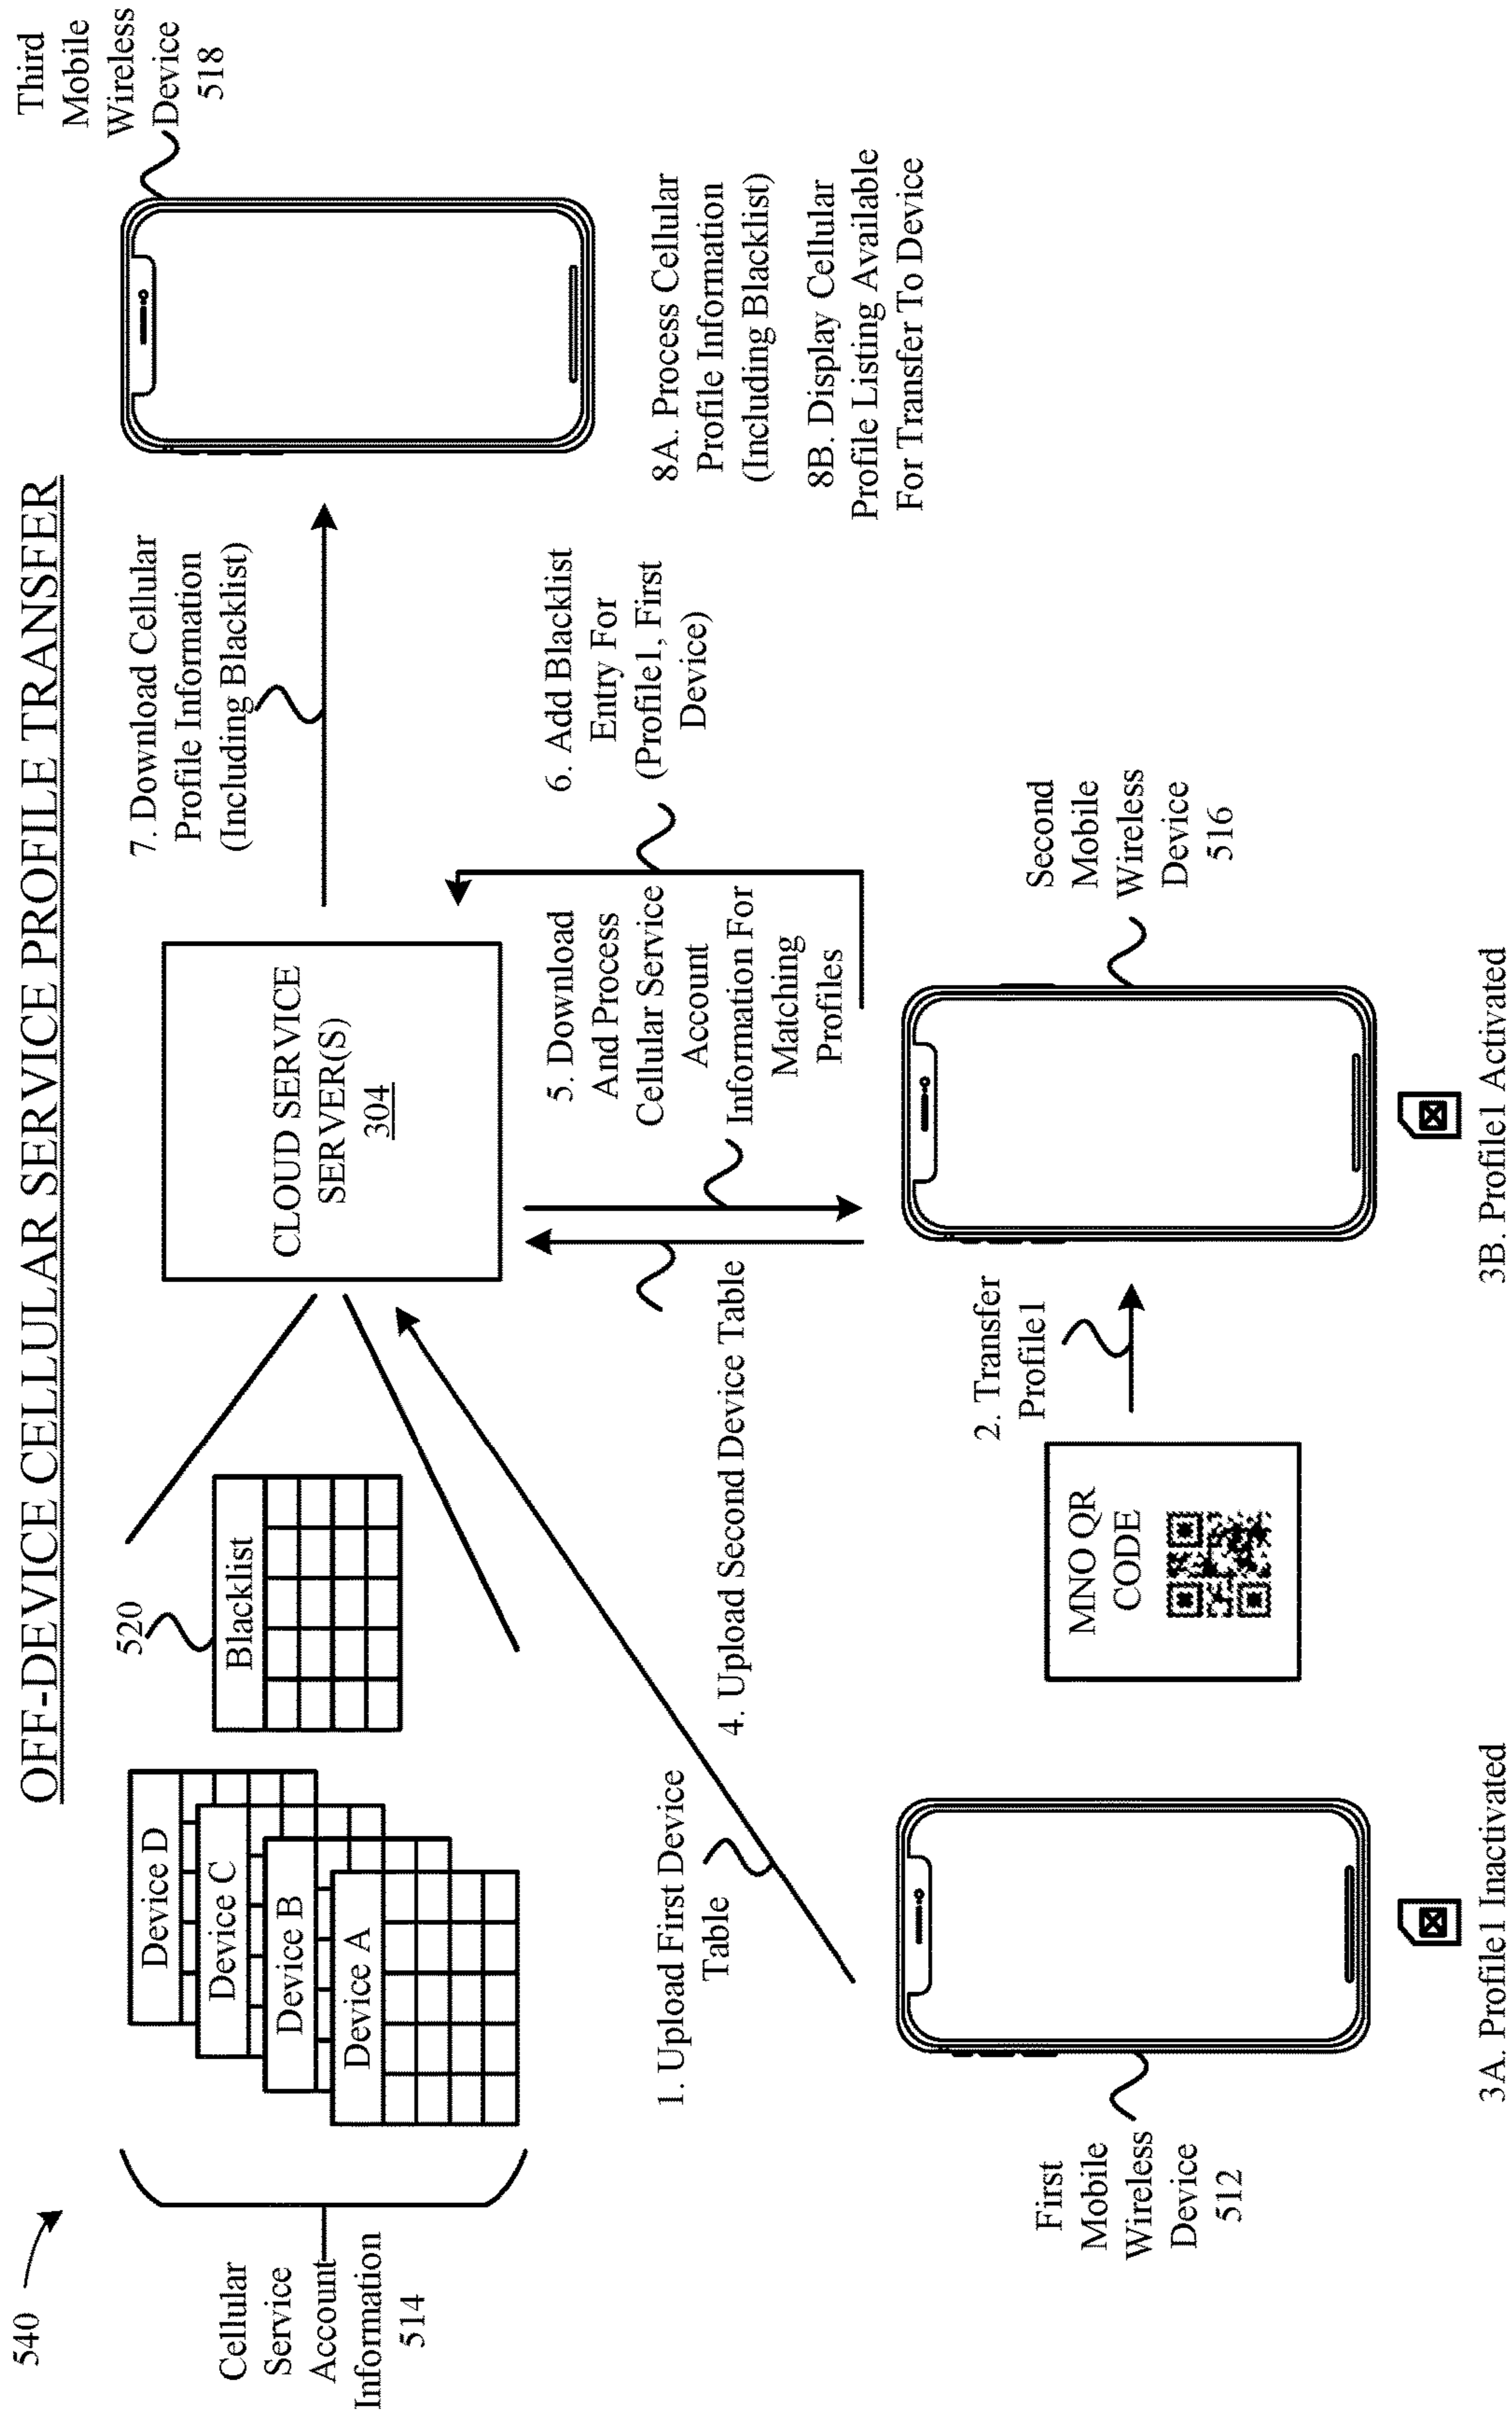 OFF-DEVICE CELLULAR SERVICE PROFILE TRANSFER
540
Cellular
Service
Account
Information
514
Device D
Device C
Device B
Device A
520
Blacklist
CLOUD SERVICE
SERVER(S)
304
7. Download Cellular
Profile Information
(Including Blacklist)
Third
Mobile
Wireless
Device
518
1. Upload First Device
Table
4. Upload Second Device Table
5. Download
And Process
Cellular Service
Account
Information For
Matching
Profiles
6. Add Blacklist
Entry For
(Profile1, First
Device)
8A. Process Cellular
Profile Information
(Including Blacklist)
8B. Display Cellular
Profile Listing Available
For Transfer To Device
First
Mobile
Wireless
Device
512
MNO QR
CODE
2. Transfer
Profile1
Second
Mobile
Wireless
Device
516
3A. Profile1 Inactivated
3B. Profile1 Activated